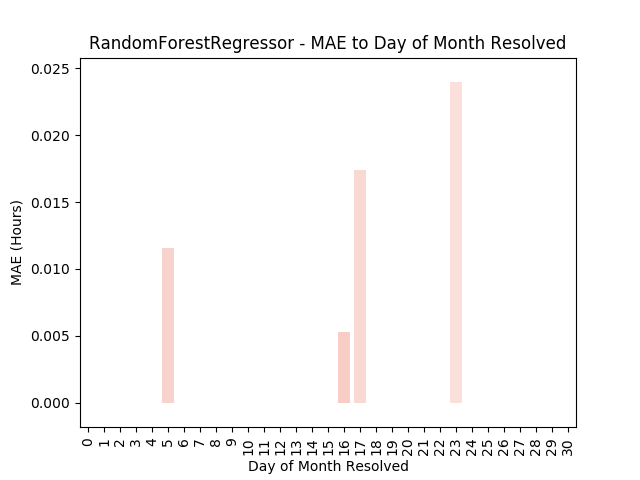 RandomForestRegressor - MAE to Day of Month Resolved
0.025
0.020
0.015
0.010
0.005
0.000
MAE (Hours)
0 1 2 3 4 5 6 7 8 9 10 11 12 13 14 15 16 17 18 19 20 21 22 23 24 25 26 27 28 29 30
Day of Month Resolved